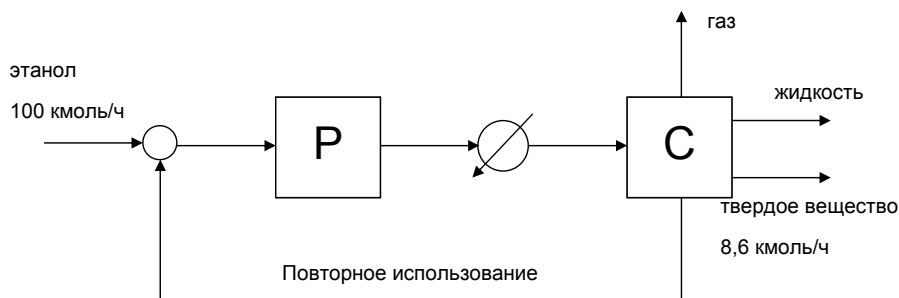 газ
этанол
100 кмоль/ч
жидкость
Р
С
твердое вещество
8,6 кмоль/ч
Повторное использование